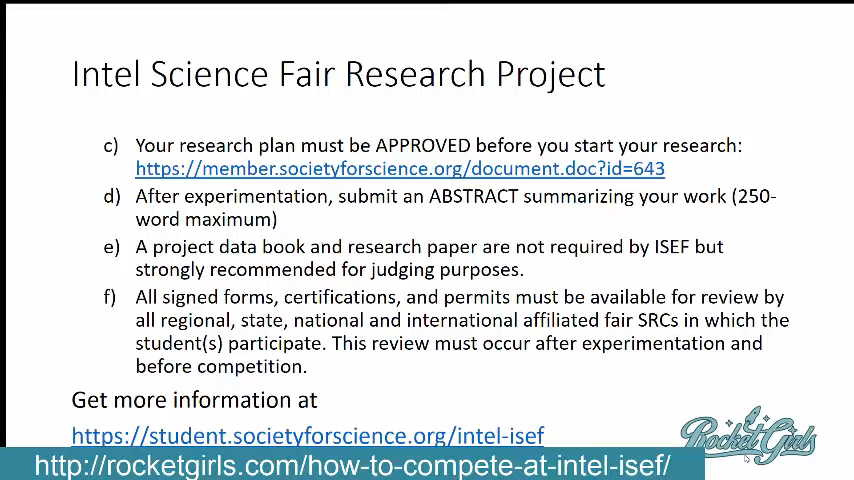 Intel Science Fair Research Project
c) Your research plan must be APPROVED before you start your research:
https://member.societyforscience.org/document.doc?id=643
d) After experimentation, submit an ABSTRACT summarizing your work (250-
word maximum)
e) A project data book and research paper are not required by ISEF but
strongly recommended for judging purposes.
f) All signed forms, certifications, and permits must be available for review by
all regional, state, national and international affiliated fair SRCs in which the
student(s) participate. This review must occur after experimentation and
before competition.
Get more information at
https://student.societyforscience.org/intel-isef
Rocket Girls
http://rocketgirls.com/how-to-compete-at-intel-isef/